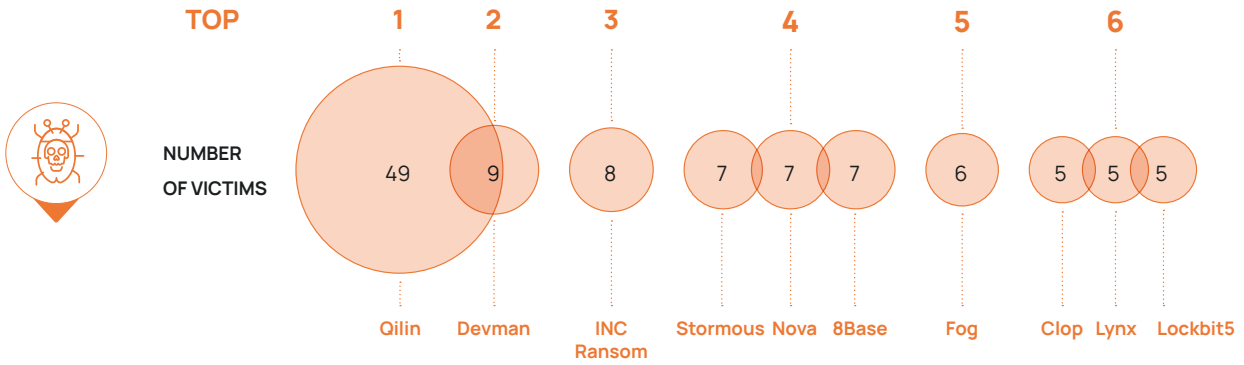 TOP 1 2 3 4 5 6
NUMBER
OF VICTIMS
49 9 8 7 7 7 6 5 5 5
Qilin Devman INC Stormous Nova 8Base Fog Clop Lynx Lockbit5
Ransom